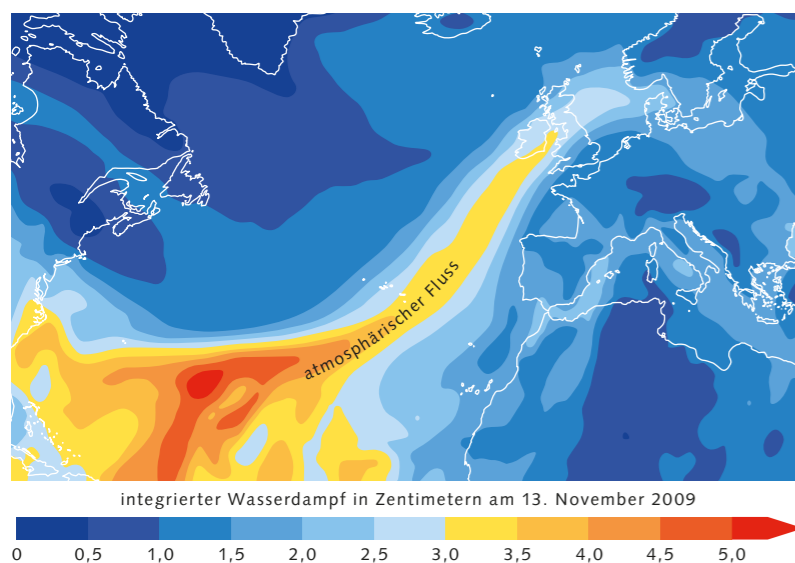 atmosphärischer Fluss
integrierter Wasserdampf in Zentimetern am 13. November 2009
0 0,5 1,0 1,5 2,0 2,5 3,0 3,5 4,0 4,5 5,0